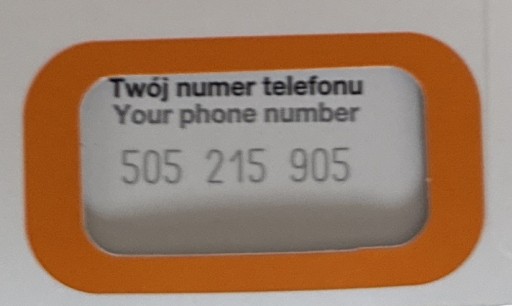 Twój numer telefonu
Your phone number
505 215 905